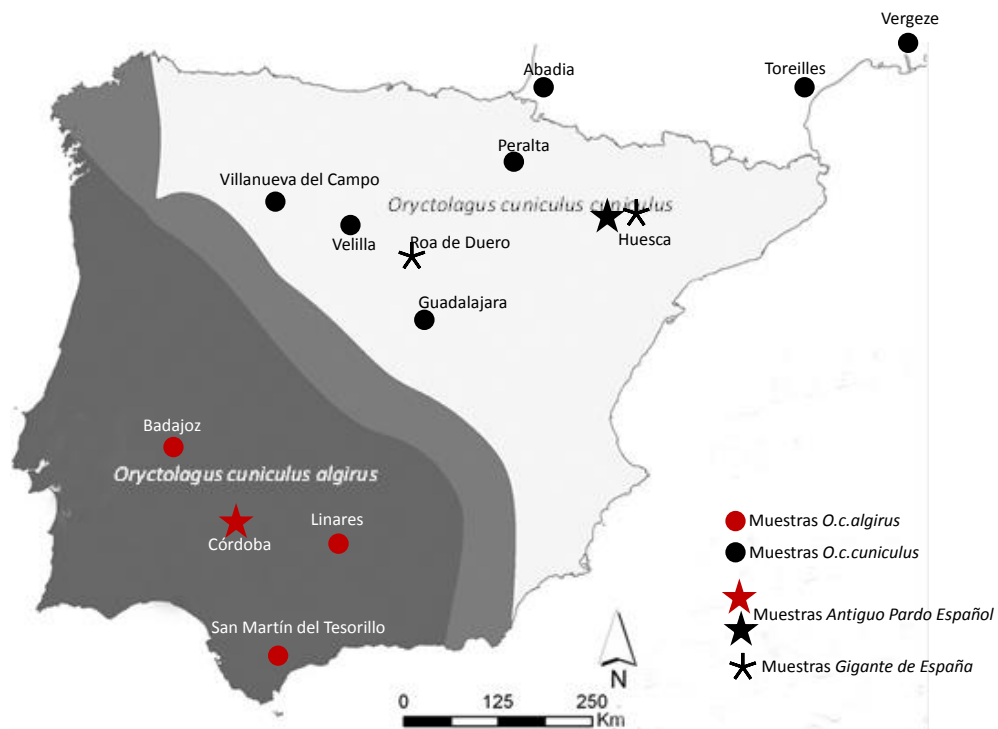 Vergeze
Abadia
Toreilles
Peralta
Villanueva del Campo
Oryctolagus cuniculus cuniculus
Velilla
Roa de Duero
Huesca
Guadalajara
Badajoz
Oryctolagus cuniculus algirus
Linares
Córdoba
Muestras O.c.algirus
Muestras O.c.cuniculus
Muestras Antiguo Pardo Español
San Martín del Tesorillo
Muestras Gigante de España
N
0 125 250
Km